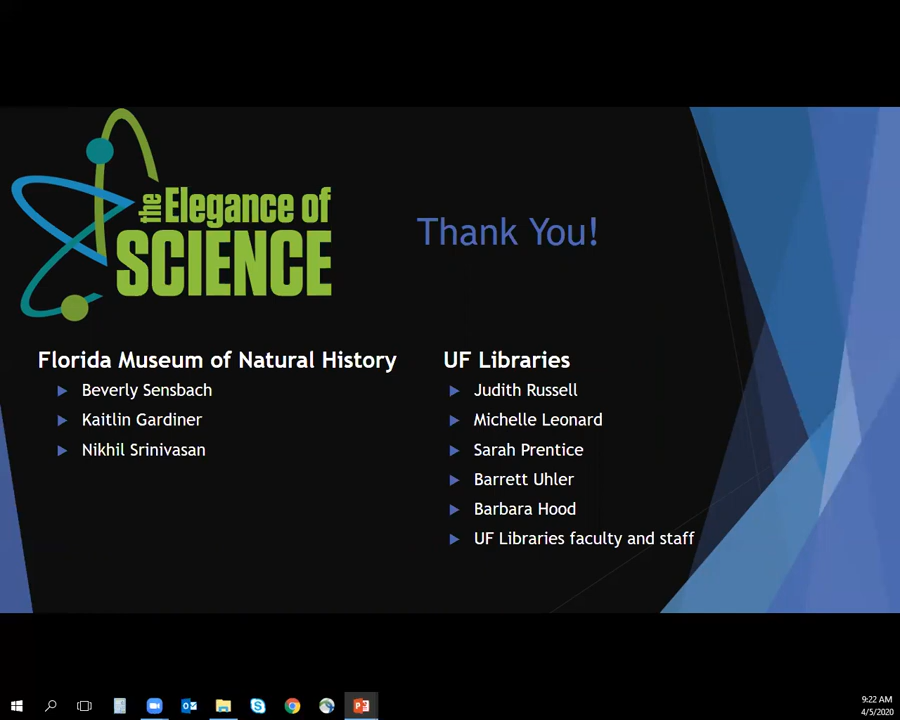 the Elegance of
SCIENCE
Thank You!
Florida Museum of Natural History
Beverly Sensbach
Kaitlin Gardiner
Nikhil Srinivasan
UF Libraries
Judith Russell
Michelle Leonard
Sarah Prentice
Barrett Uhler
Barbara Hood
UF Libraries faculty and staff
9:22 AM
4/5/2020